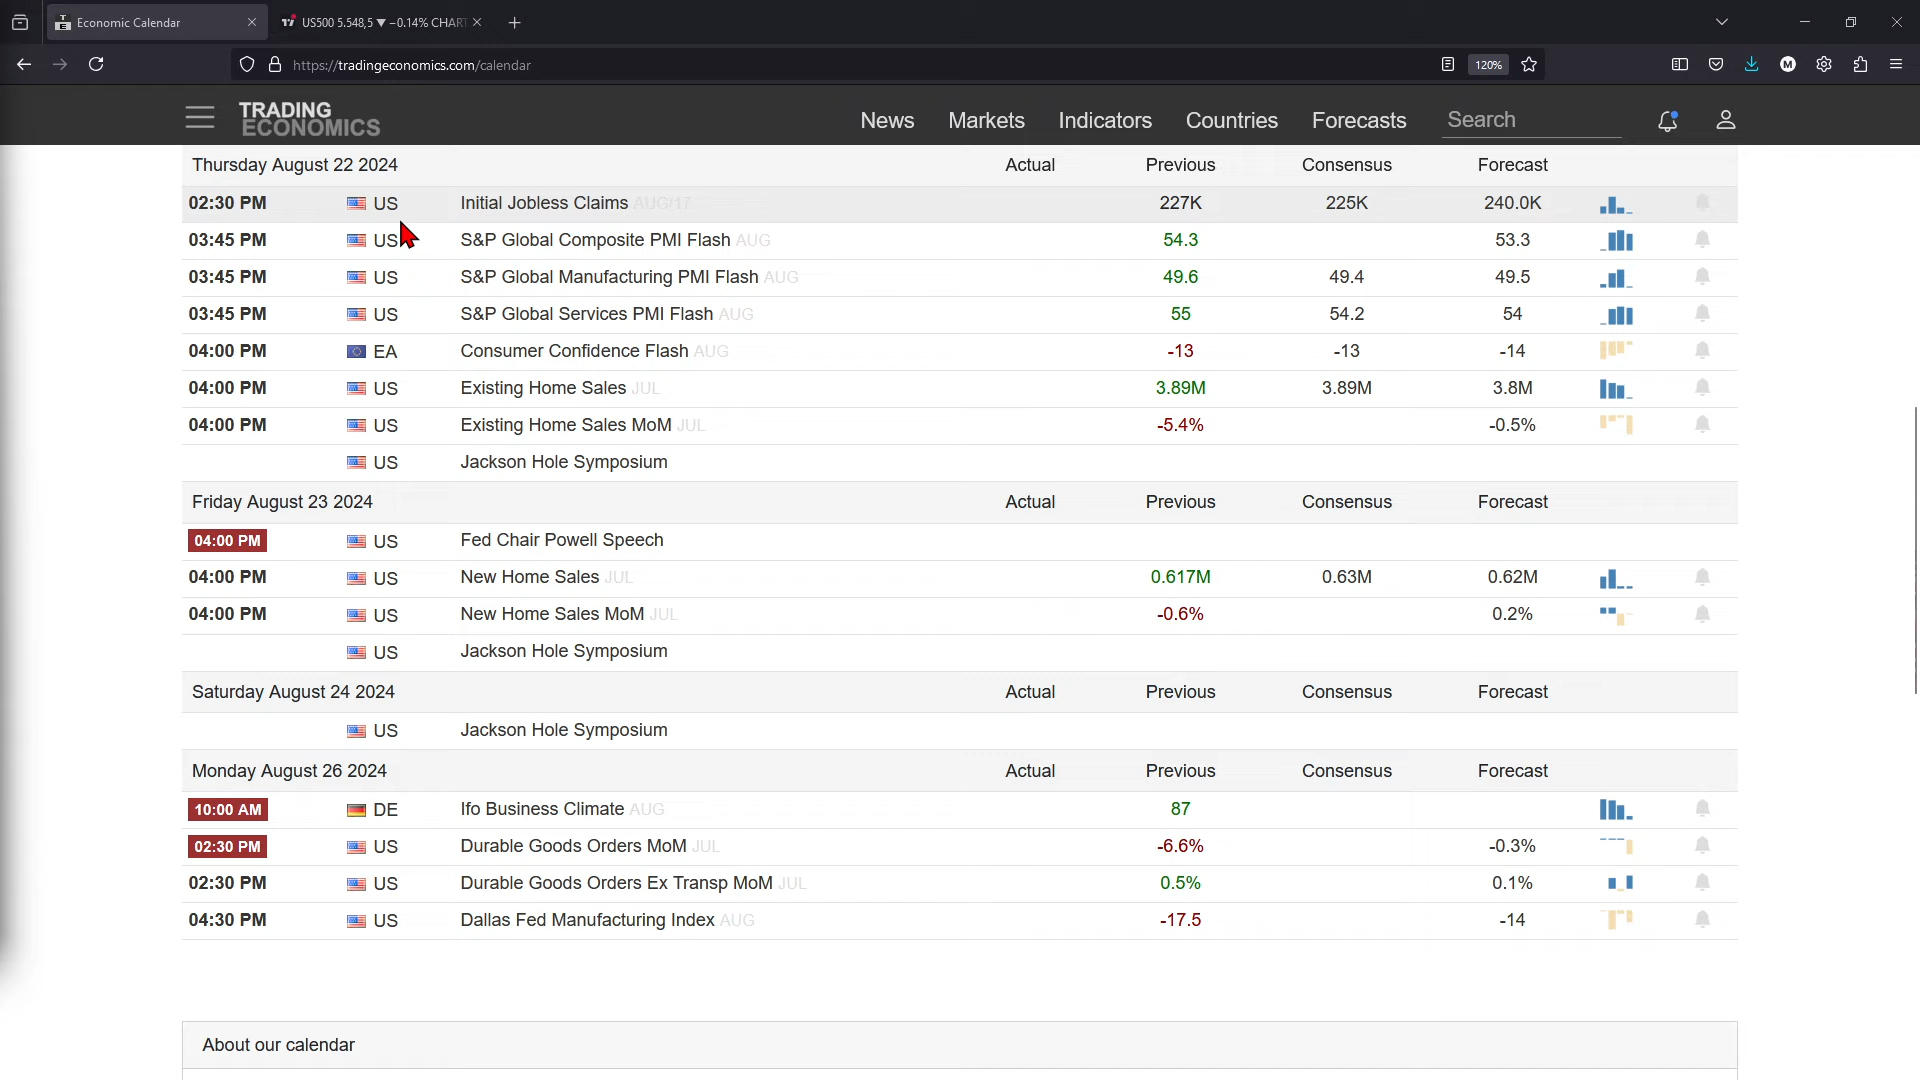 Economic Calendar
US500 5.548,5 ▼ −0.14% CHAR
https://tradingeconomics.com/calendar
120%
M
TRADING
ECONOMICS
News Markets Indicators Countries Forecasts Search
Thursday August 22 2024 Actual Previous Consensus Forecast
02:30 PM US Initial Jobless Claims AUG/17 227K 225K 240.0K
03:45 PM US S&P Global Composite PMI Flash AUG 54.3 53.3
03:45 PM US S&P Global Manufacturing PMI Flash AUG 49.6 49.4 49.5
03:45 PM US S&P Global Services PMI Flash AUG 55 54.2 54
04:00 PM EA Consumer Confidence Flash AUG -13 -13 -14
04:00 PM US Existing Home Sales JUL 3.89M 3.89M 3.8M
04:00 PM US Existing Home Sales MoM JUL -5.4% -0.5%
US Jackson Hole Symposium
Friday August 23 2024 Actual Previous Consensus Forecast
04:00 PM US Fed Chair Powell Speech
04:00 PM US New Home Sales JUL 0.617M 0.63M 0.62M
04:00 PM US New Home Sales MoM JUL -0.6% 0.2%
US Jackson Hole Symposium
Saturday August 24 2024 Actual Previous Consensus Forecast
US Jackson Hole Symposium
Monday August 26 2024 Actual Previous Consensus Forecast
10:00 AM DE Ifo Business Climate AUG 87
02:30 PM US Durable Goods Orders MoM JUL -6.6% -0.3%
02:30 PM US Durable Goods Orders Ex Transp MoM JUL 0.5% 0.1%
04:30 PM US Dallas Fed Manufacturing Index AUG -17.5 -14
About our calendar